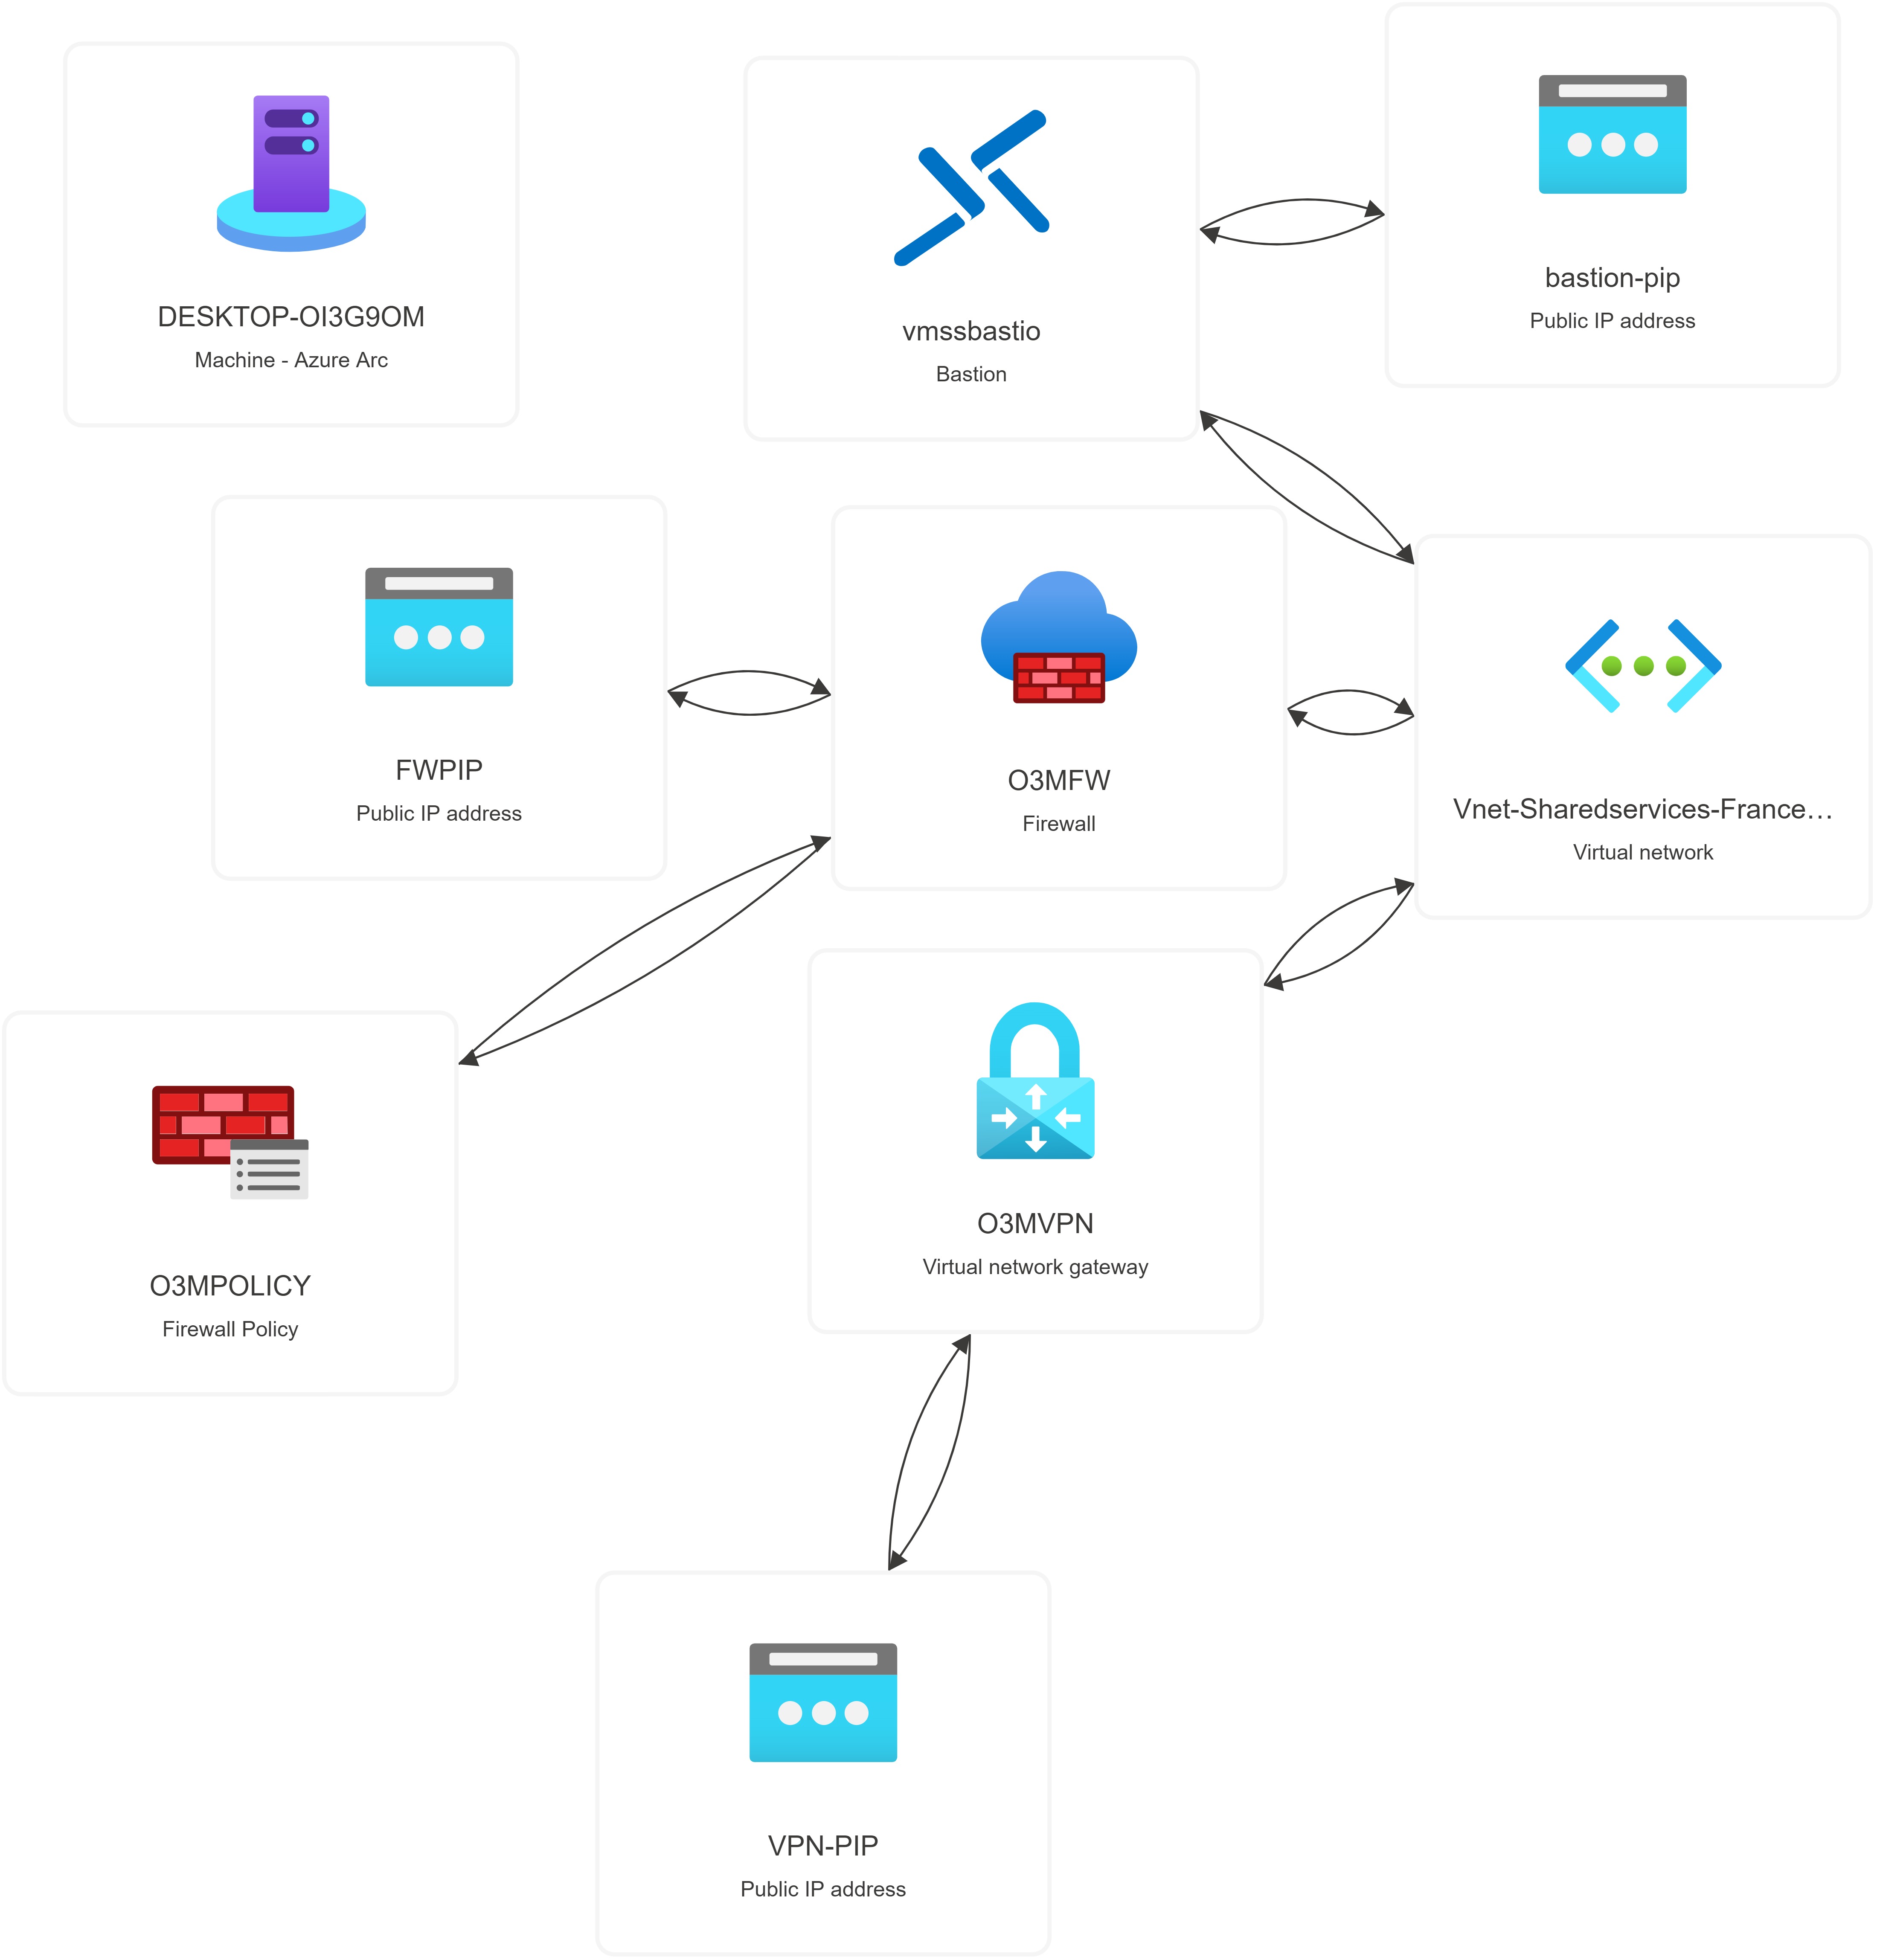 DESKTOP-OI3G9OM
Machine - Azure Arc
vmssbastio
Bastion
bastion-pip
Public IP address
FWPIP
Public IP address
O3MFW
Firewall
Vnet-Sharedservices-France…
Virtual network
O3MPOLICY
Firewall Policy
O3MVPN
Virtual network gateway
VPN-PIP
Public IP address